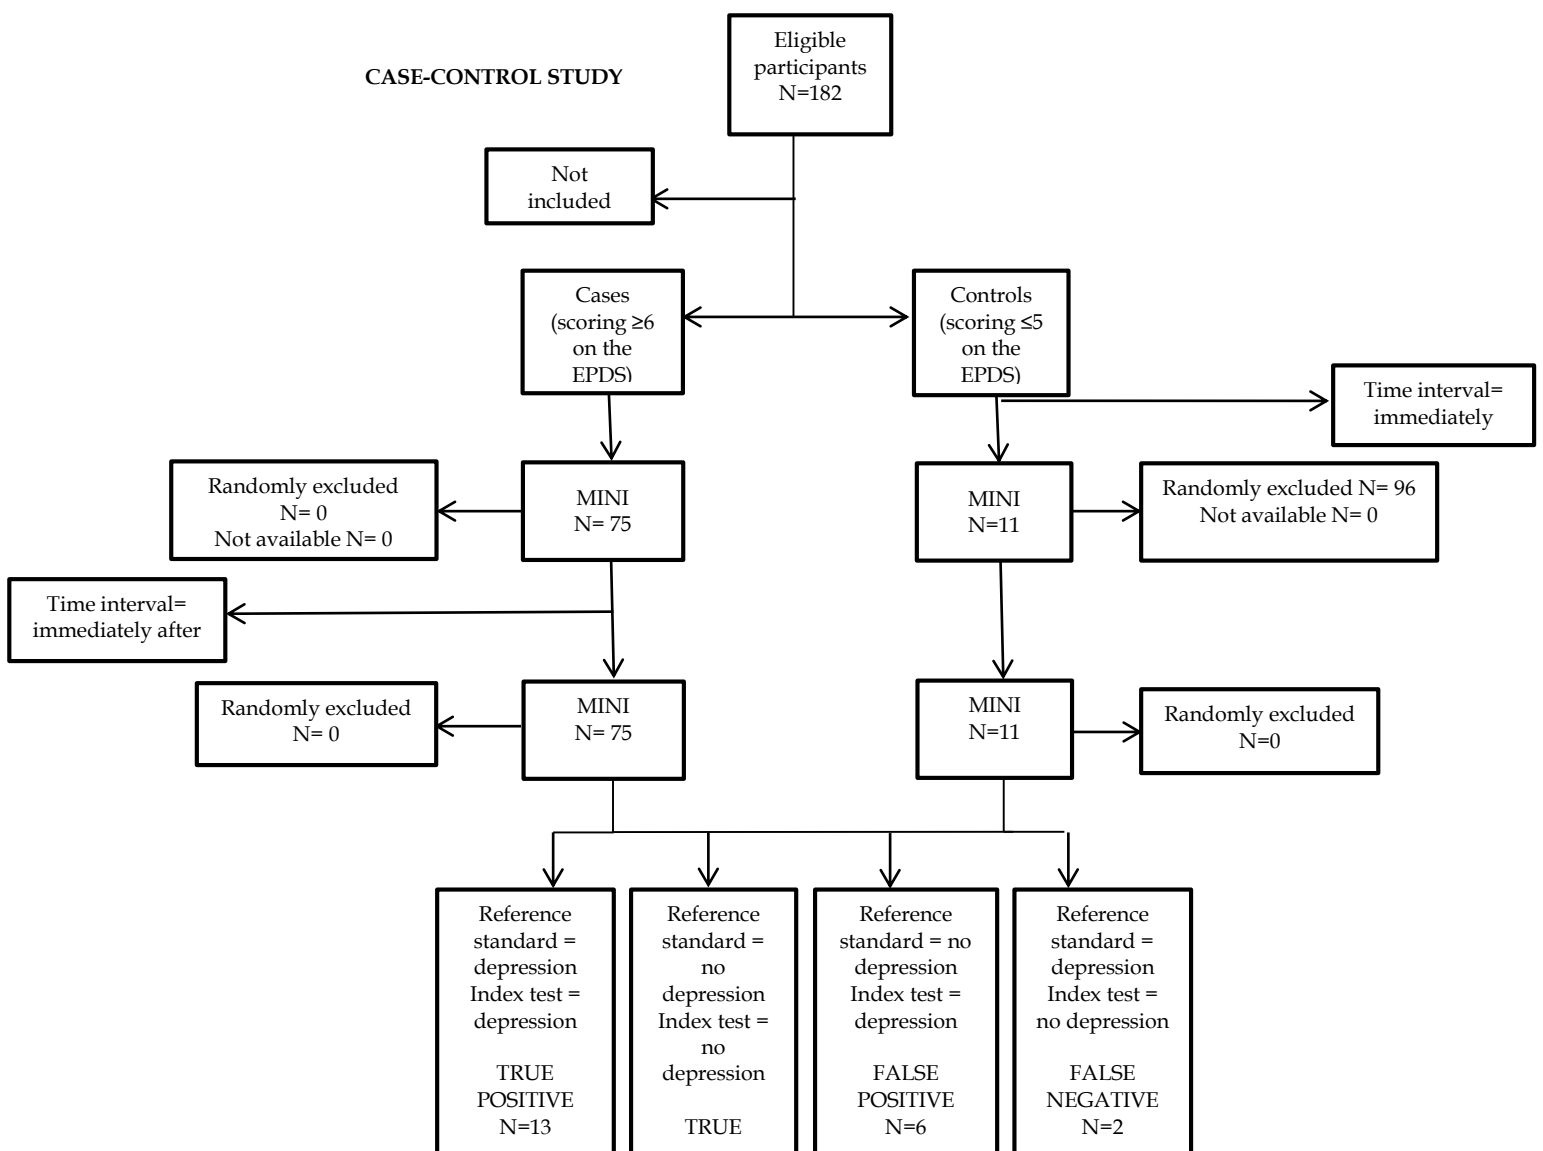 Eligible
participants
N=182
CASE-CONTROL STUDY
Not
included
Cases
(scoring ≥6
on the
EPDS)
Controls
(scoring ≤5
on the
EPDS)
Time interval=
immediately
Randomly excluded
N= 0
Not available N= 0
MINI
N= 75
MINI
N=11
Randomly excluded N= 96
Not available N= 0
Time interval=
immediately after
Randomly excluded
N= 0
MINI
N= 75
MINI
N=11
Randomly excluded
N=0
Reference
standard =
depression
Index test =
depression
TRUE
POSITIVE
N=13
Reference
standard =
no
depression
Index test =
no
depression
TRUE
Reference
standard = no
depression
Index test =
depression
FALSE
POSITIVE
N=6
Reference
standard =
depression
Index test =
no depression
FALSE
NEGATIVE
N=2